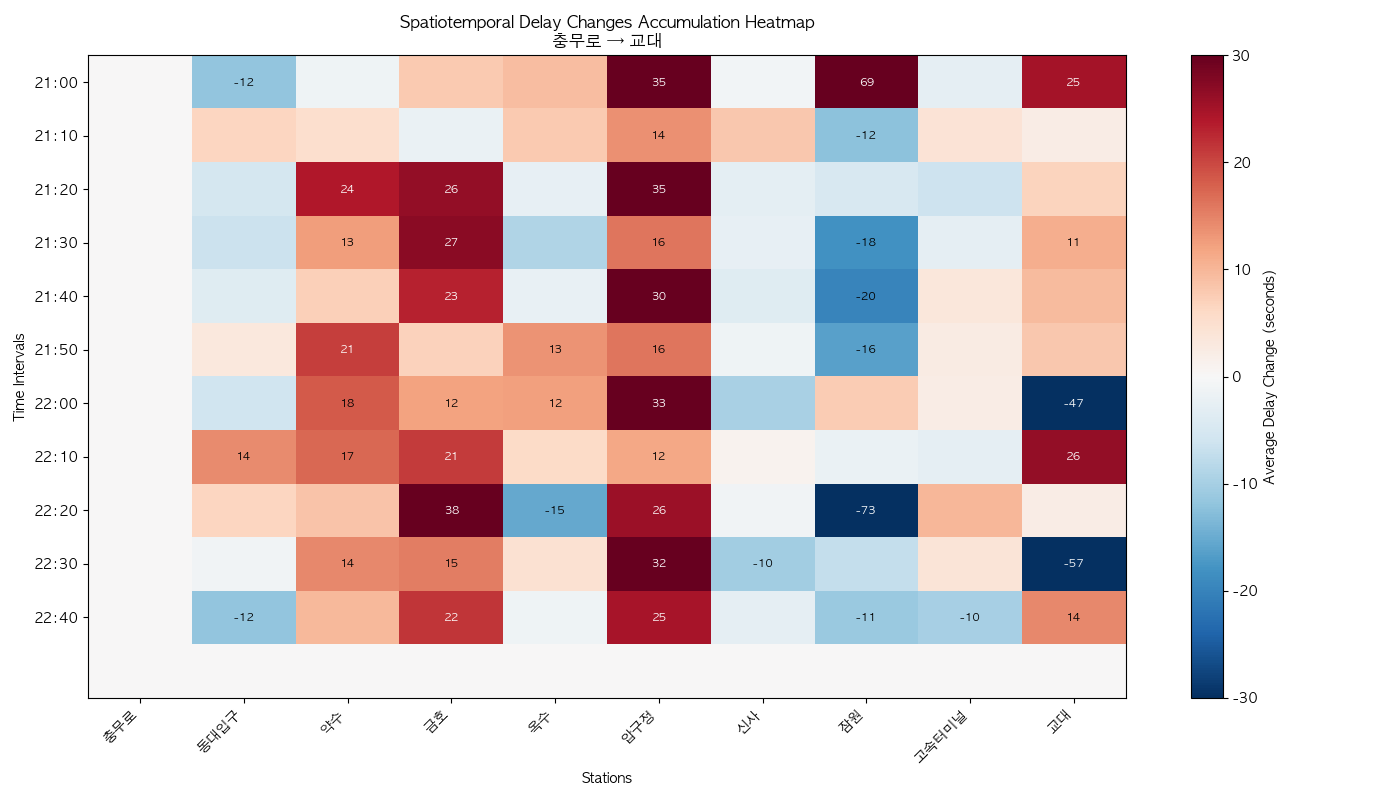 Spatiotemporal Delay Changes Accumulation Heatmap
충무로 → 교대
Time Intervals
21:00 -12 35 69 25
21:10 14 -12
21:20 24 26 35
21:30 13 27 16 -18 11
21:40 23 30 -20
21:50 21 13 16 -16
22:00 18 12 12 33 -47
22:10 14 17 21 12 26
22:20 38 -15 26 -73
22:30 14 15 32 -10 -57
22:40 -12 22 25 -11 -10 14
충무로 동대입구 약수 금호 옥수 압구정 신사 잠원 고속터미널 교대
Stations
30
20
10
0
-10
-20
-30
Average Delay Change (seconds)